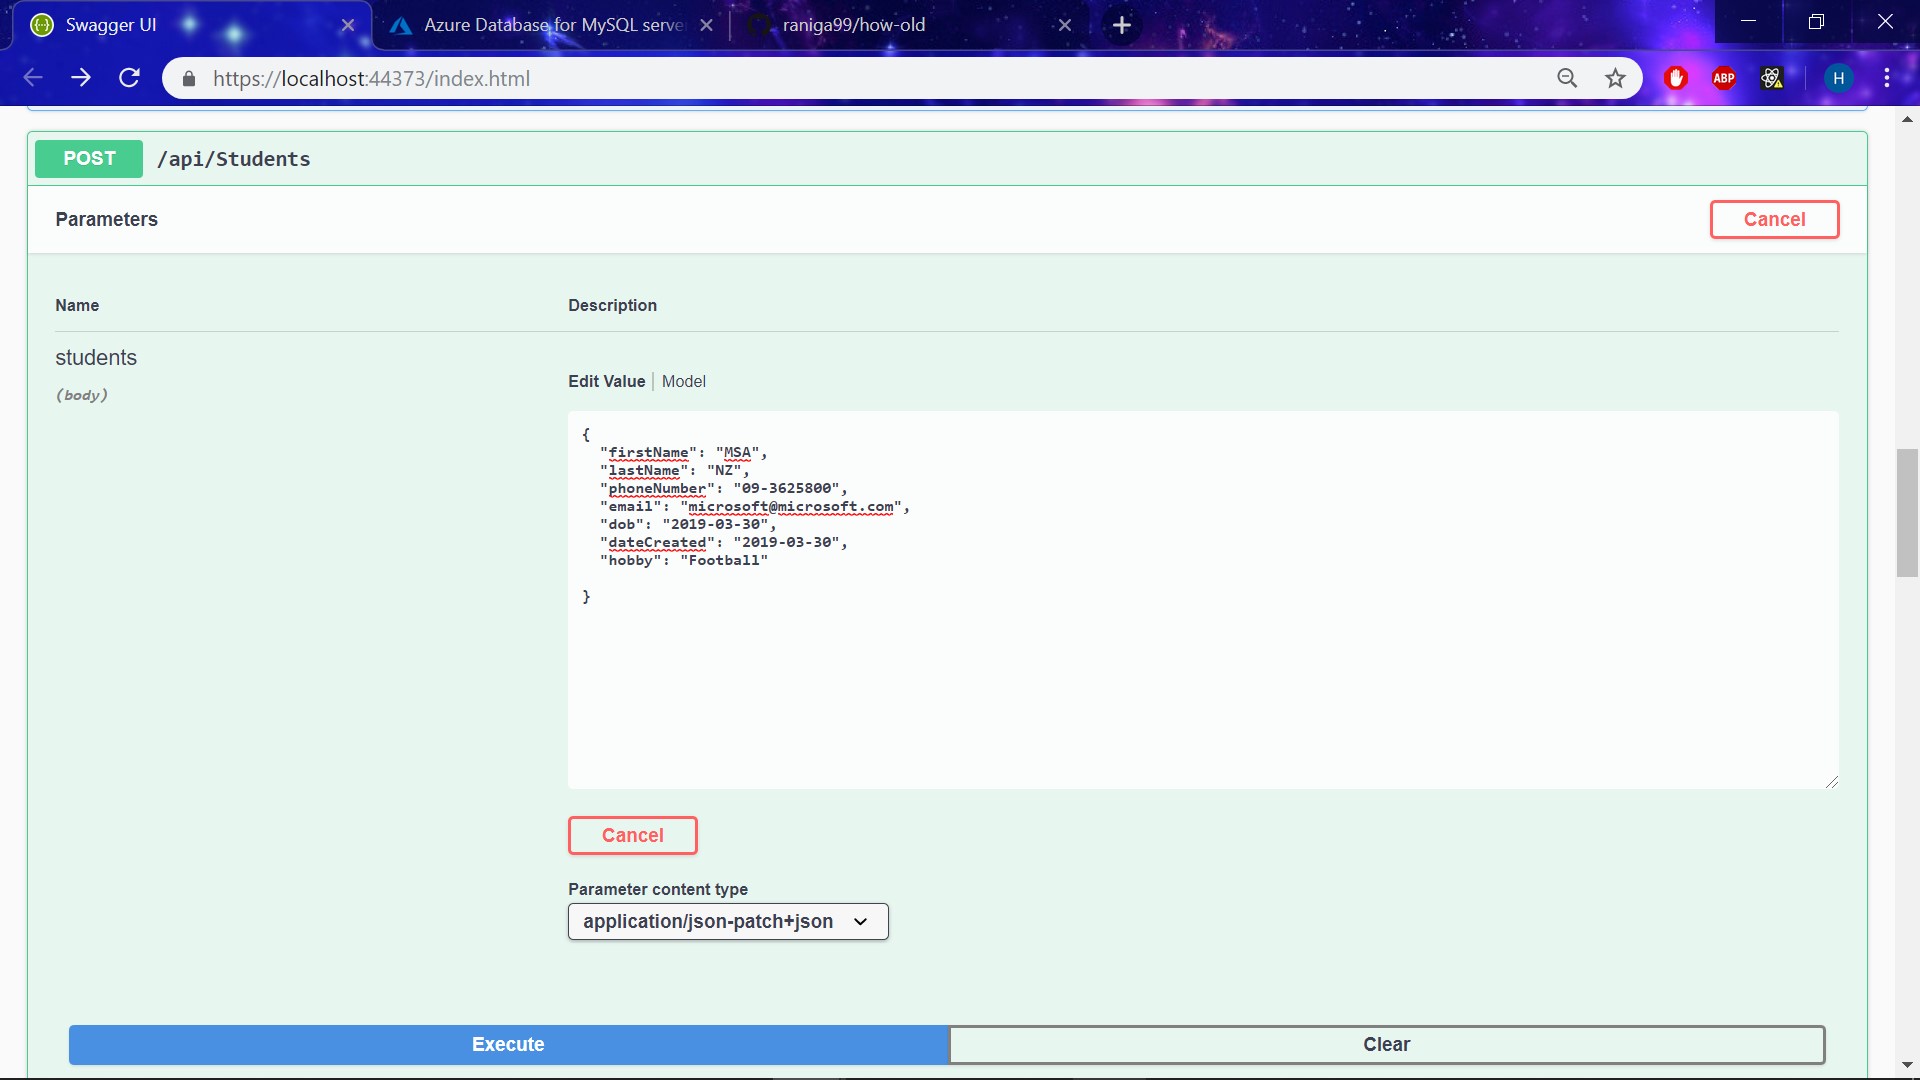 Swagger UI
Azure Database for MySQL serve
raniga99/how-old
https://localhost:44373/index.html
ABP
H
POST /api/Students
Parameters
Cancel
Name Description
students
(body)
Edit Value Model
{
"firstName": "MSA",
"lastName": "NZ",
"phoneNumber": "09-3625800",
"email": "microsoft@microsoft.com",
"dob": "2019-03-30",
"dateCreated": "2019-03-30",
"hobby": "Football"
}
Cancel
Parameter content type
application/json-patch+json
Execute Clear